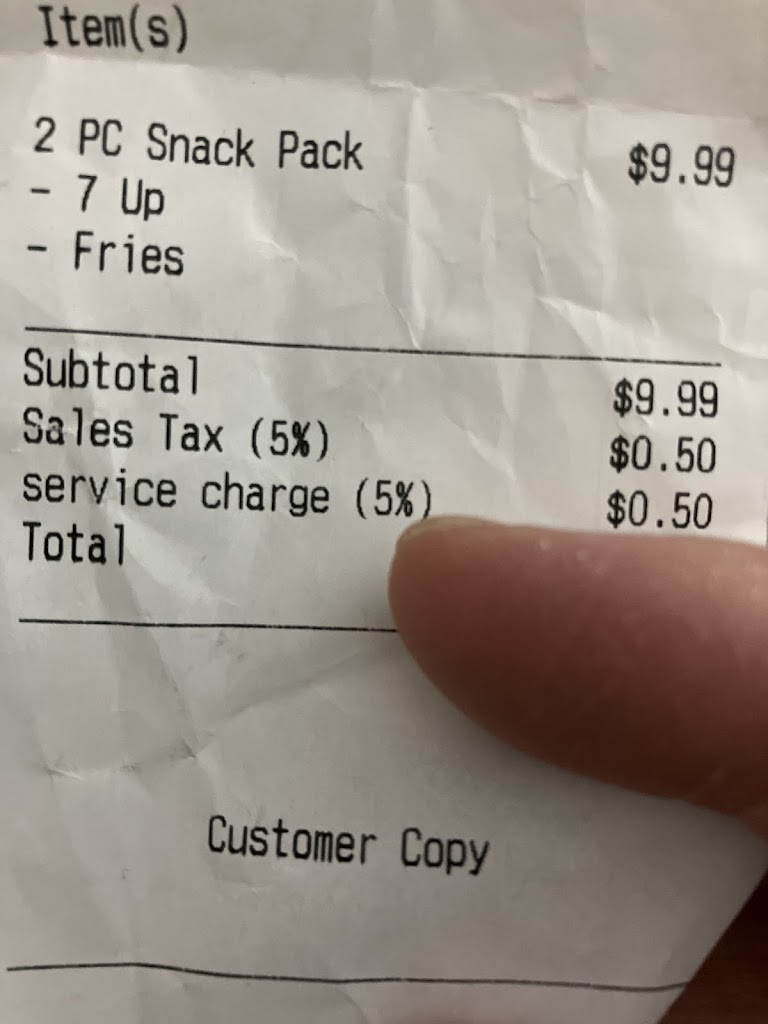 Item(s)
2 PC Snack Pack $9.99
- 7 Up
- Fries
Subtotal $9.99
Sales Tax (5%) $0.50
service charge (5%) $0.50
Total
Customer Copy